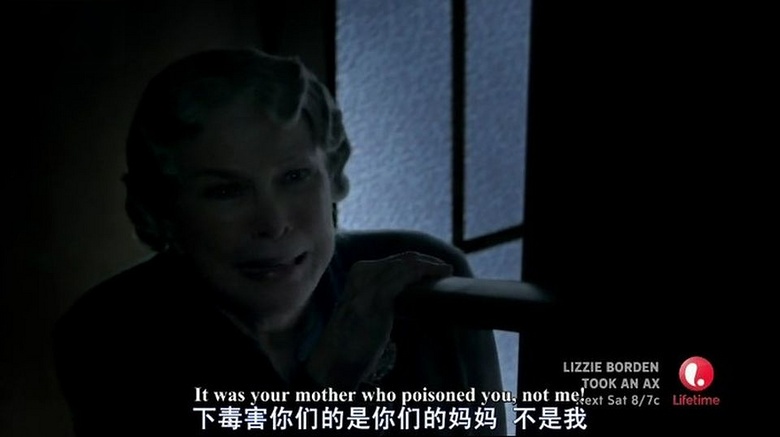 LIZZIE BORDEN
TOOK AN AX
Next Sat 8/7c
Lifetime
It was your mother who poisoned you, not me!
下毒害你们的是你们的妈妈 不是我